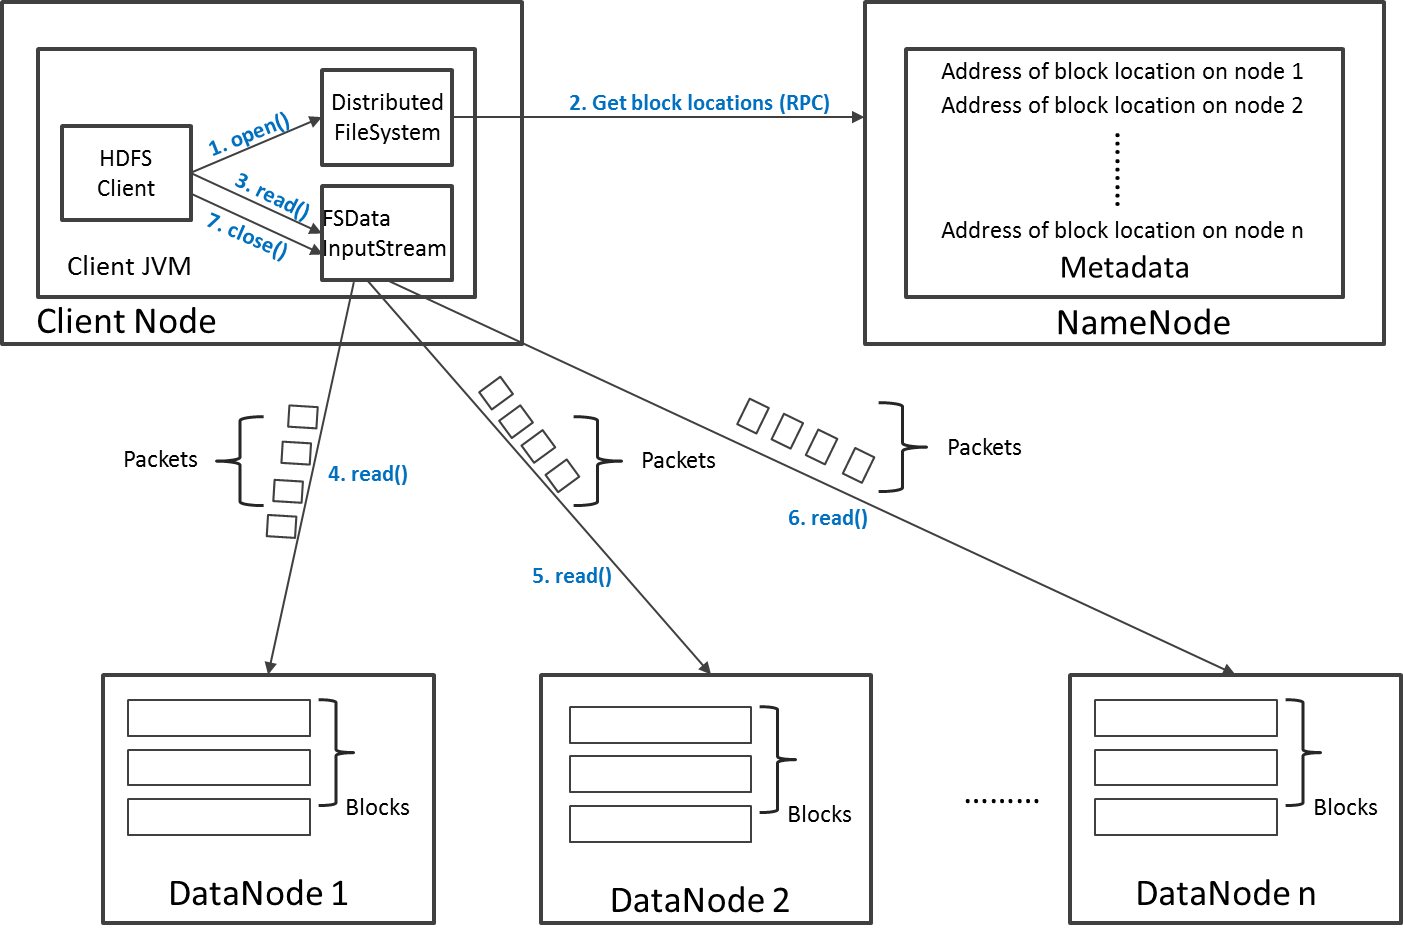 Distributed
FileSystem
1. open()
2. Get block locations (RPC)
HDFS
Client
3. read()
7. close()
FSData
InputStream
Client JVM
Client Node
Address of block location on node 1
Address of block location on node 2
Address of block location on node n
Metadata
NameNode
Packets
4. read()
Packets
5. read()
Packets
6. read()
Blocks
DataNode 1
Blocks
DataNode 2
Blocks
DataNode n